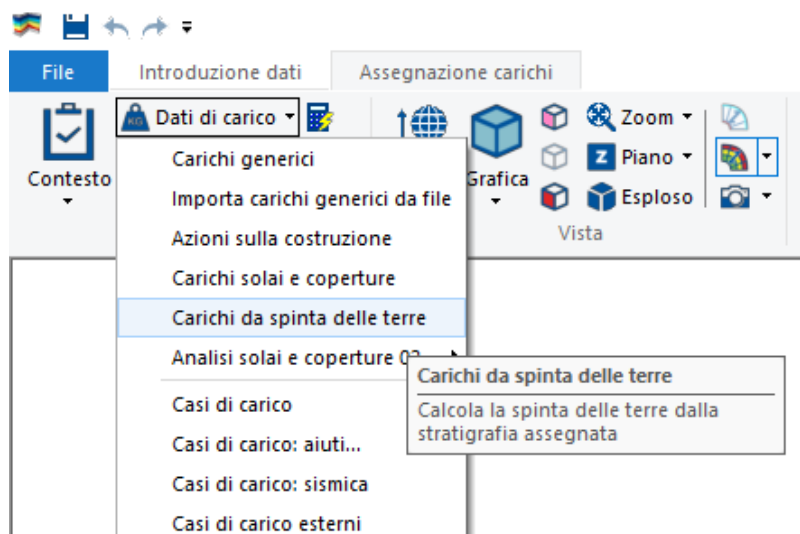 File
Introduzione dati
Assegnazione carichi
Dati di carico
Contesto
Grafica
Zoom
Piano
Esploso
Vista
Carichi generici
Importa carichi generici da file
Azioni sulla costruzione
Carichi solai e coperture
Carichi da spinta delle terre
Analisi solai e coperture
Casi di carico
Casi di carico: aiuti...
Casi di carico: sismica
Casi di carico esterni
Carichi da spinta delle terre
Calcola la spinta delle terre dalla
stratigrafia assegnata